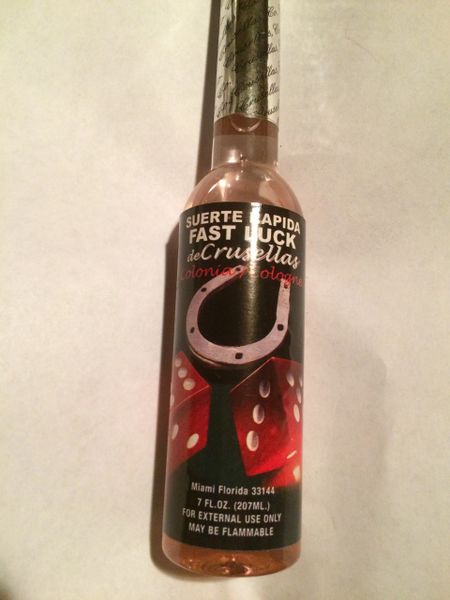 SUERTE RAPIDA
FAST LUCK
de Crusellas
Colonia / Cologne
Miami Florida 33144
7 FL.OZ. (207ML.)
FOR EXTERNAL USE ONLY
MAY BE FLAMMABLE